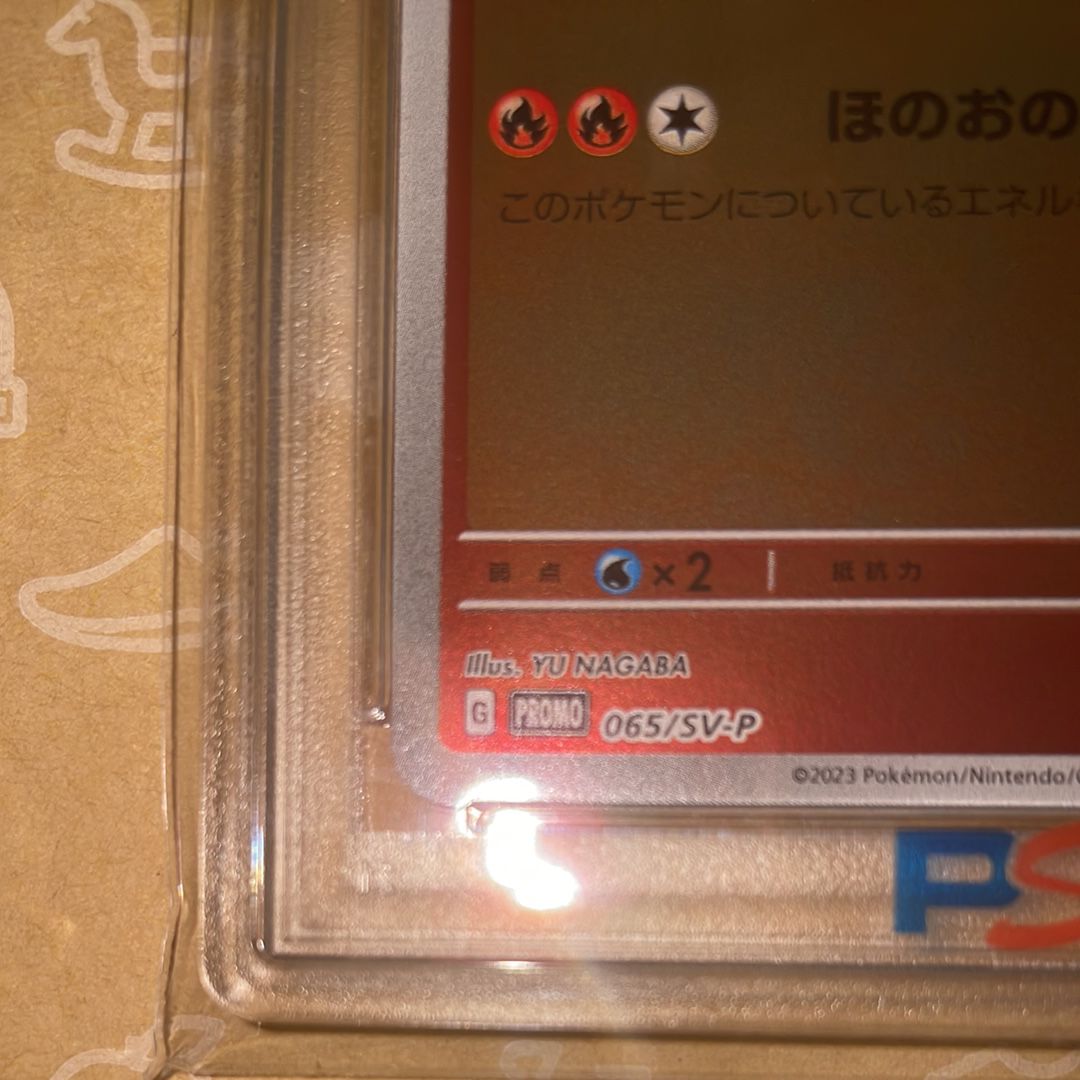 ほのおの
このポケモンについているエネル
弱点 ×2 抵抗力
Illus. YU NAGABA
G PROMO 065/SV-P
©2023 Pokémon/Nintendo/
PS